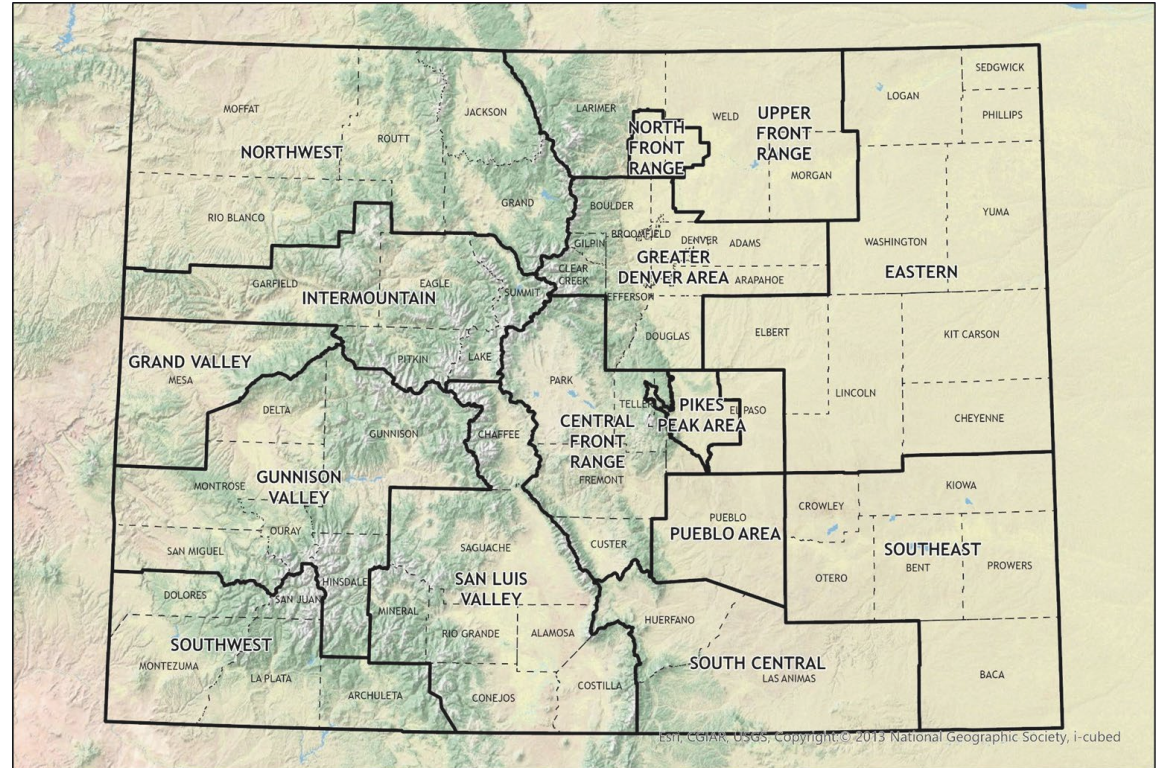 SEDGWICK
LOGAN
MOFFAT
JACKSON
LARIMER
WELD
UPPER
FRONT
RANGE
PHILLIPS
NORTH
FRONT
RANGE
ROUTT
NORTHWEST
MORGAN
GRAND
BOULDER
RIO BLANCO
YUMA
BROOMFIELD
GILPIN
DENVER
ADAMS
WASHINGTON
GREATER
DENVER AREA
CLEAR
CREEK
EASTERN
ARAPAHOE
GARFIELD
EAGLE
SUMMIT
JEFFERSON
INTERMOUNTAIN
DOUGLAS
ELBERT
KIT CARSON
GRAND VALLEY
MESA
PITKIN
LAKE
PARK
LINCOLN
DELTA
TELLER
PIKES
PEAK AREA
EL PASO
CHEYENNE
GUNNISON
CHAFFEE
CENTRAL
FRONT
RANGE
FREMONT
GUNNISON
VALLEY
MONTROSE
KIOWA
CROWLEY
PUEBLO
PUEBLO AREA
OURAY
SAN MIGUEL
SAGUACHE
CUSTER
SOUTHEAST
BENT
PROWERS
OTERO
HINSDALE
SAN LUIS
VALLEY
DOLORES
SAN JUAN
MINERAL
HUERFANO
RIO GRANDE
ALAMOSA
SOUTHWEST
MONTEZUMA
LA PLATA
SOUTH CENTRAL
LAS ANIMAS
ARCHULETA
CONEJOS
COSTILLA
BACA
Esri, CGIAR, USGS, Copyright:© 2013 National Geographic Society, i-cubed